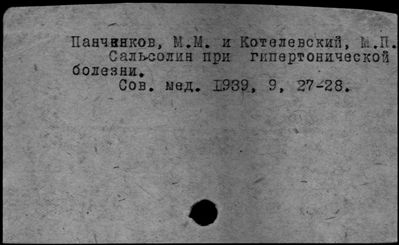 Панченков, М.М. и Котелевский, М.П.
Сальсолин при гипертонической
болезни.
Сов. мед. 1939, 9, 27-28.